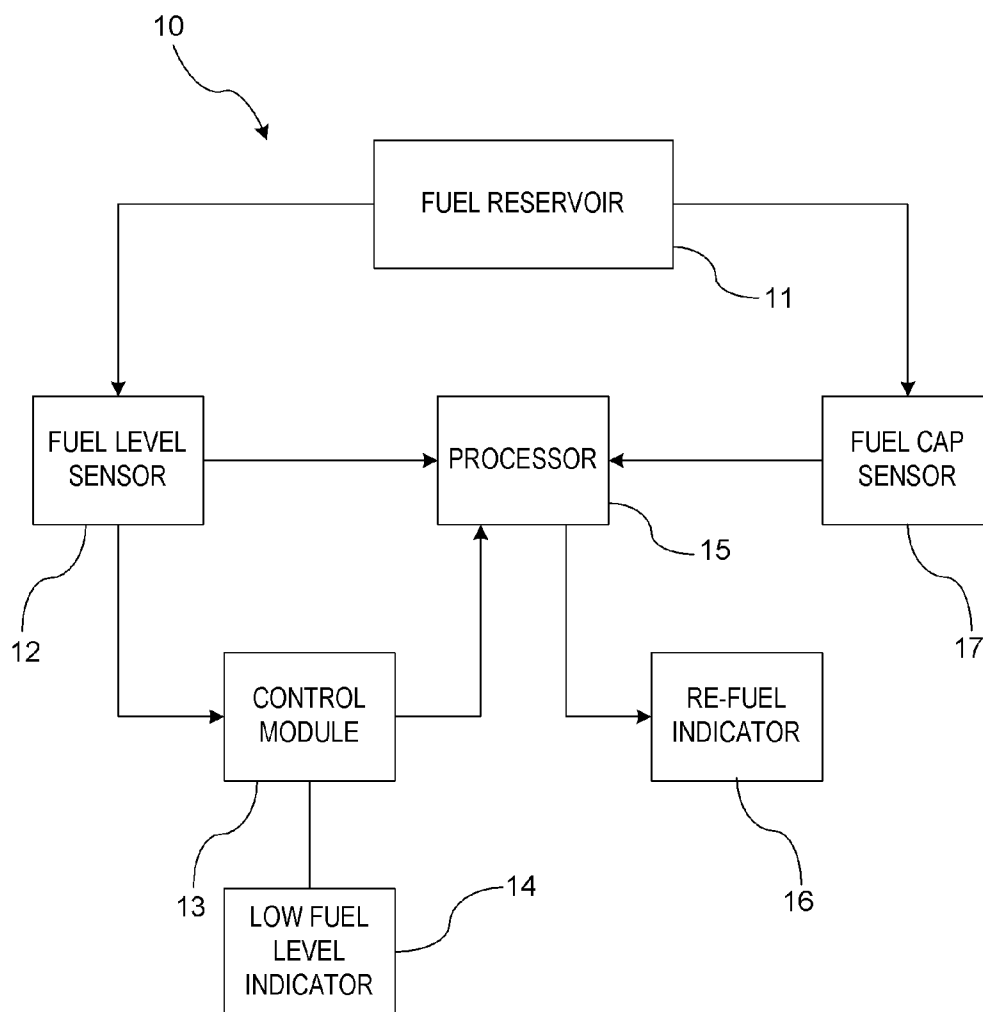 10
FUEL RESERVOIR
11
FUEL LEVEL
SENSOR
PROCESSOR
FUEL CAP
SENSOR
12
15
17
CONTROL
MODULE
RE-FUEL
INDICATOR
13
14
16
LOW FUEL
LEVEL
INDICATOR